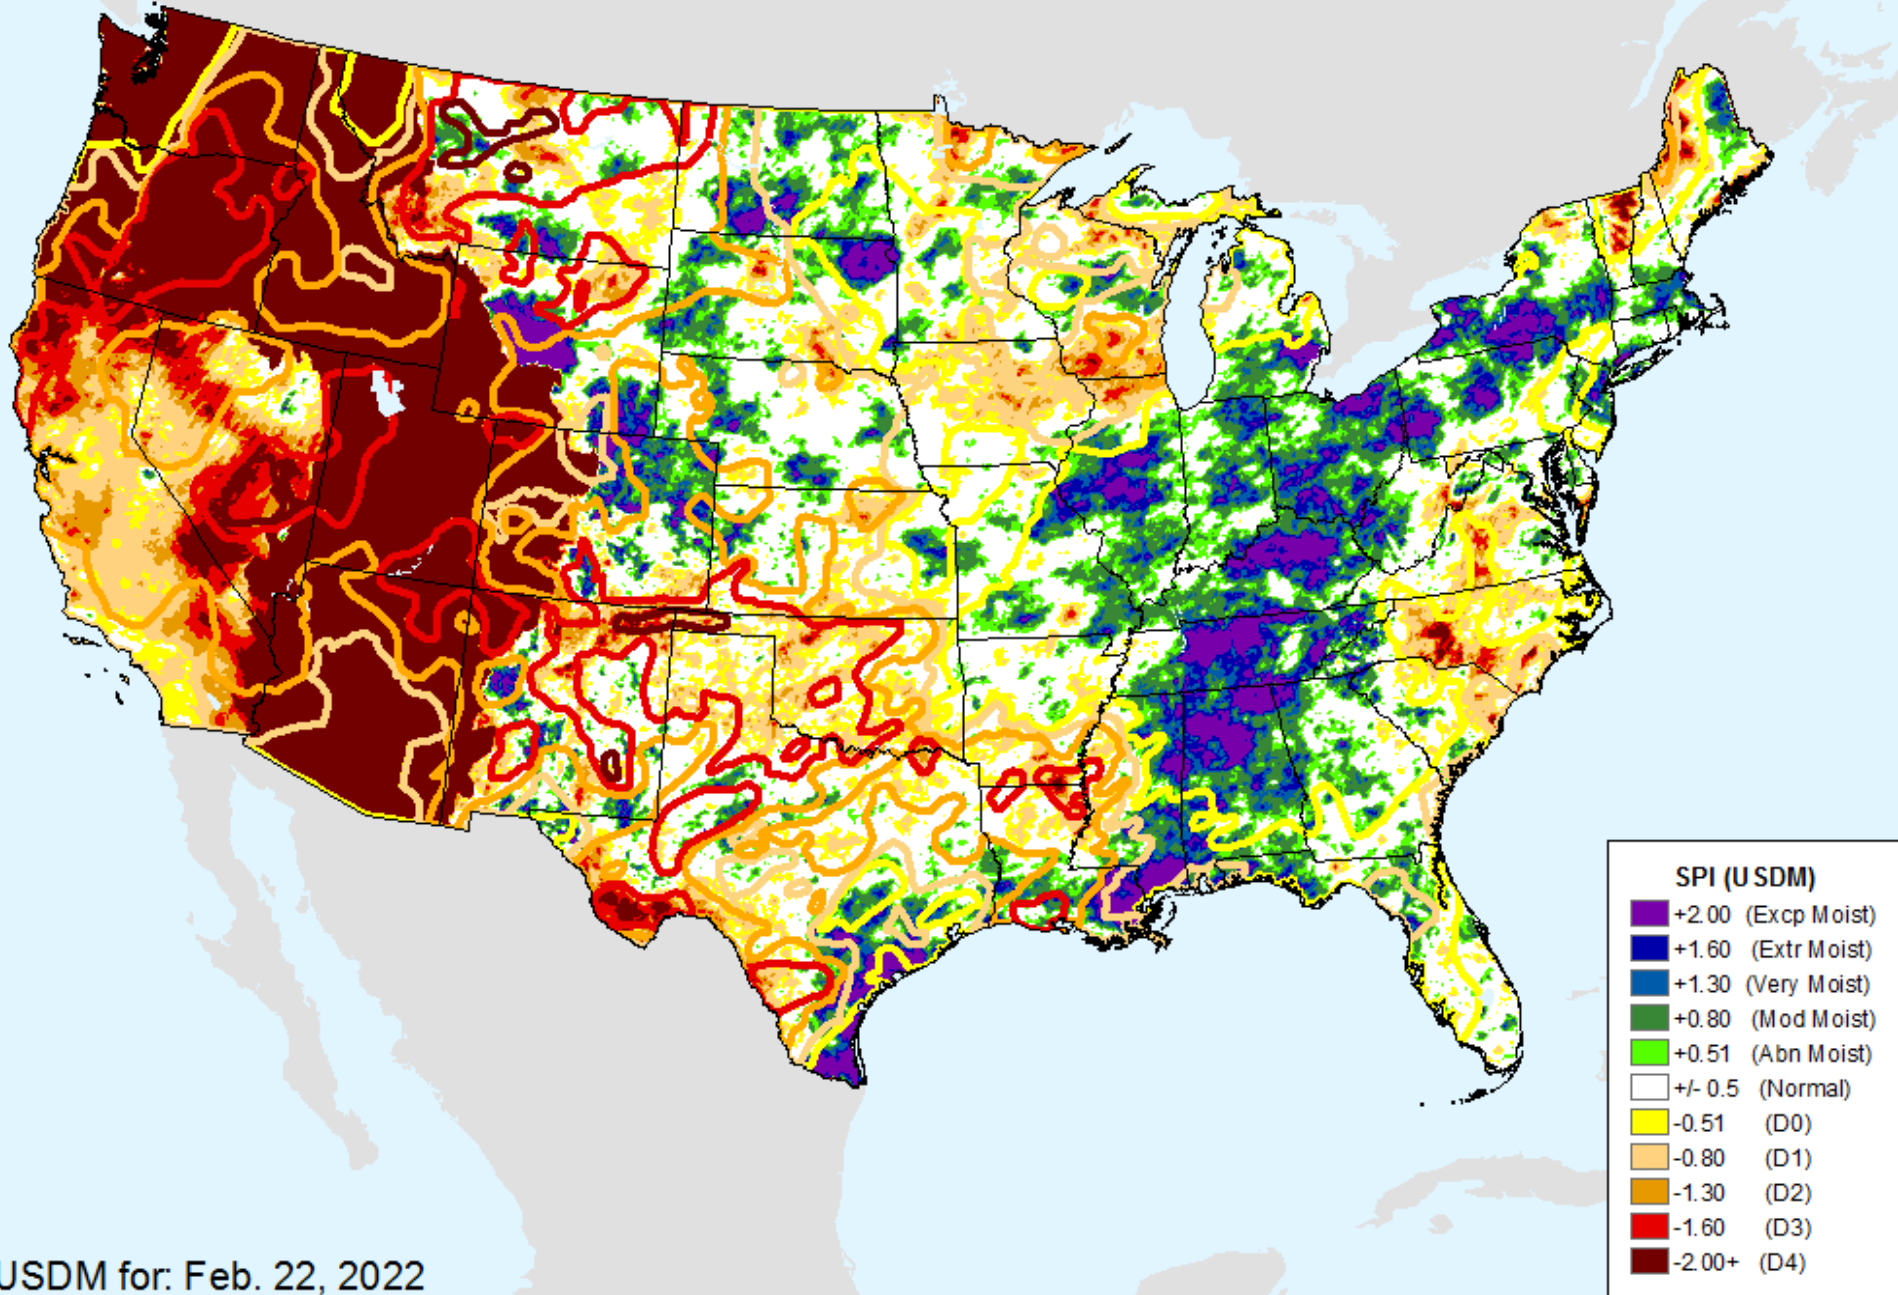 SPI (USDM)
+2.00 (Excp Moist)
+1.60 (Extr Moist)
+1.30 (Very Moist)
+0.80 (Mod Moist)
+0.51 (Abn Moist)
+/- 0.5 (Normal)
-0.51 (D0)
-0.80 (D1)
-1.30 (D2)
-1.60 (D3)
-2.00+ (D4)
USDM for: Feb. 22, 2022